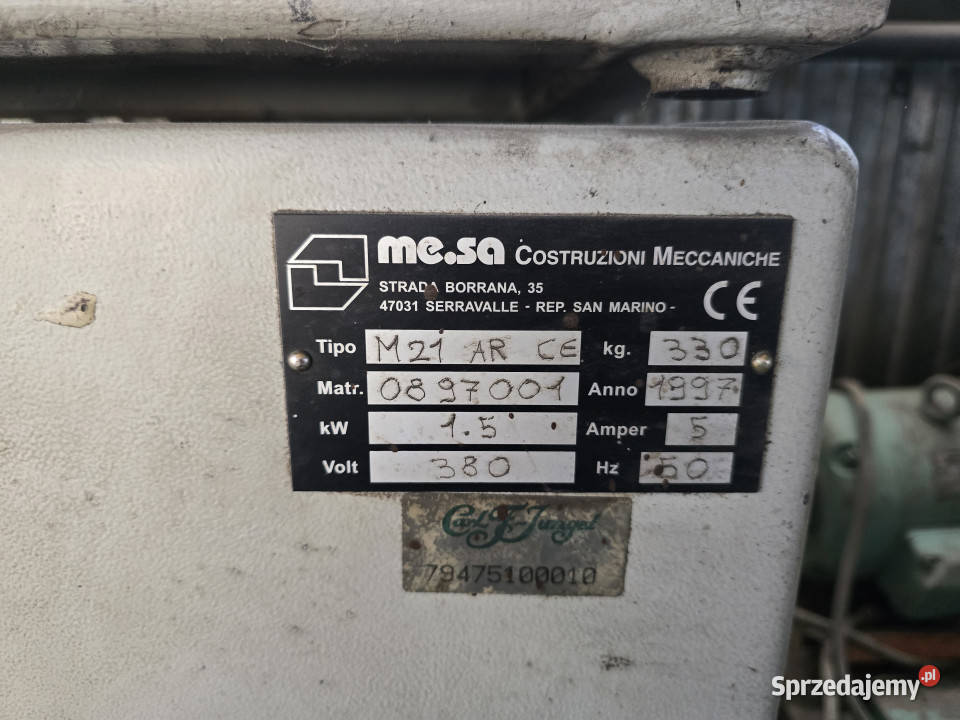 me.sa COSTRUZIONI MECCANICHE
STRADA BORRANA, 35
47031 SERRAVALLE - REP. SAN MARINO -
CE
Tipo M21 AR CE kg. 330
Matr. 0897001 Anno 1997
kW 1.5 Amper 5
Volt 380 Hz 50
Carl F
79475100010
Sprzedajemy.pl